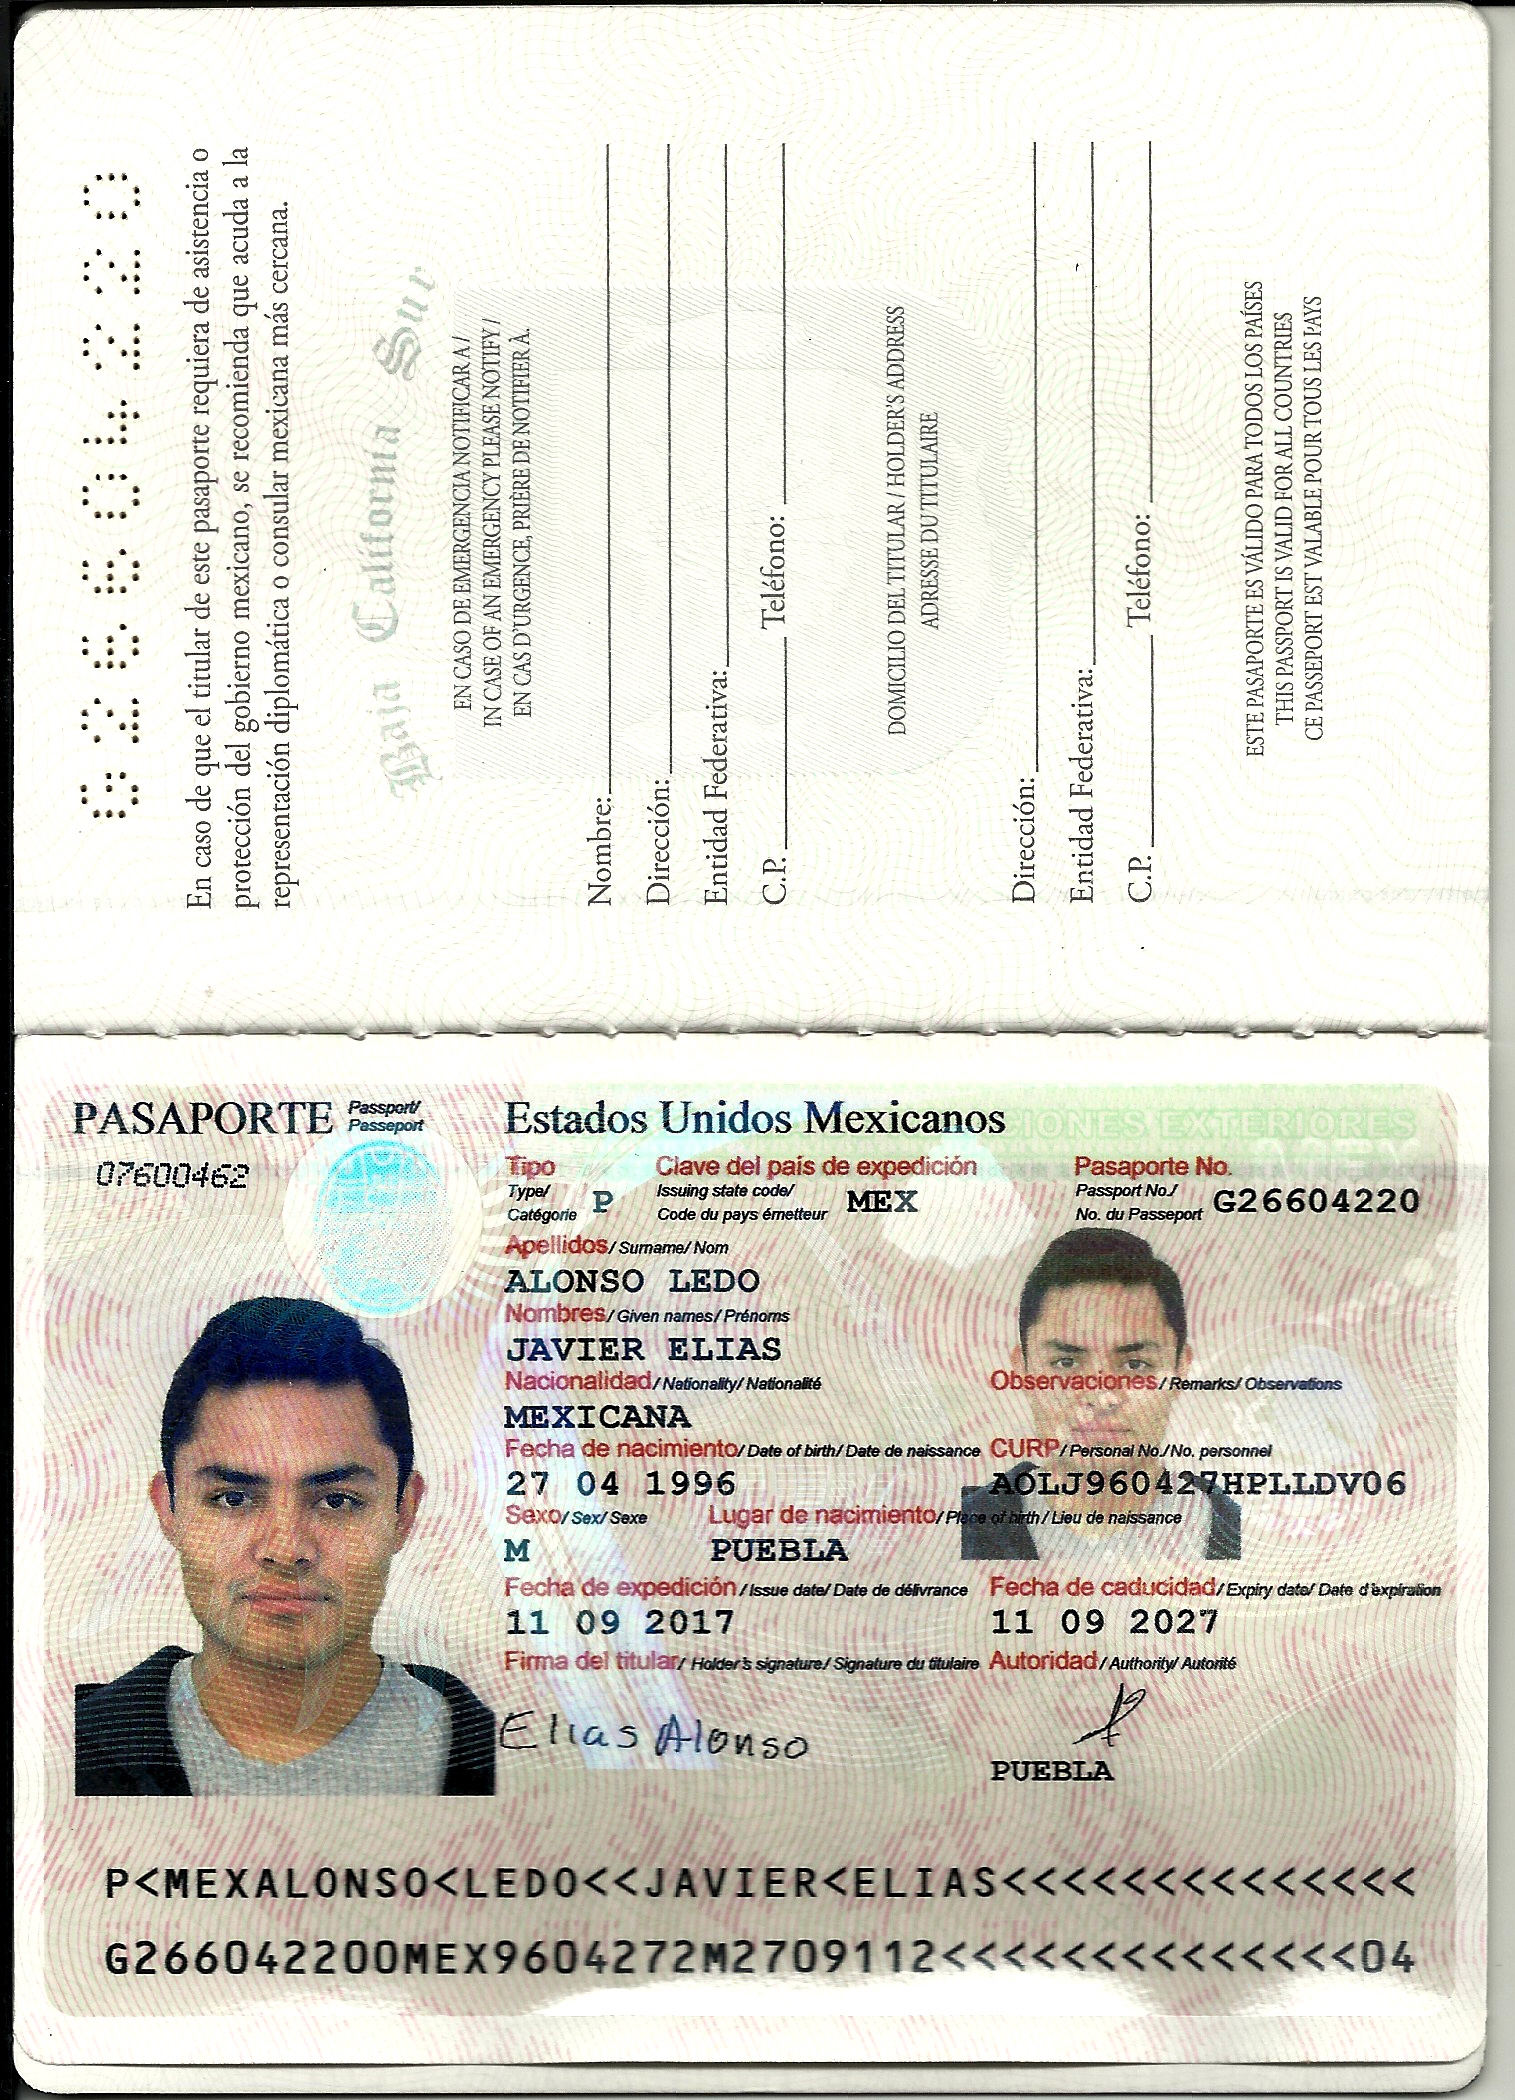 G26604220
En caso de que el titular de este pasaporte requiera de asistencia o
protección del gobierno mexicano, se recomienda que acuda a la
representación diplomática o consular mexicana más cercana.
Baja California Sur
EN CASO DE EMERGENCIA NOTIFICAR A /
IN CASE OF AN EMERGENCY PLEASE NOTIFY /
EN CAS D'URGENCE, PRIÈRE DE NOTIFIER À.
Nombre:
Dirección:
Entidad Federativa:
C.P. Teléfono:
DOMICILIO DEL TITULAR / HOLDER'S ADDRESS
ADRESSE DU TITULAIRE
Dirección:
Entidad Federativa:
C.P. Teléfono:
ESTE PASAPORTE ES VÁLIDO PARA TODOS LOS PAÍSES
THIS PASSPORT IS VALID FOR ALL COUNTRIES
CE PASSEPORT EST VALABLE POUR TOUS LES PAYS
PASAPORTE Passport/ Passeport
Estados Unidos Mexicanos
EXTERIORES
07600462
Tipo Type/ Catégorie P
Clave del país de expedición Issuing state code/ Code du pays émetteur MEX
Pasaporte No. Passport No./ No. du Passeport G26604220
Apellidos/ Surname/ Nom
ALONSO LEDO
Nombres/ Given names/ Prénoms
JAVIER ELIAS
Nacionalidad/ Nationality/ Nationalité Observaciones/ Remarks/ Observations
MEXICANA
Fecha de nacimiento/ Date of birth/ Date de naissance CURP/ Personal No./No. personnel
27 04 1996 AOLJ960427HPLLDV06
Sexo/ Sex/ Sexe Lugar de nacimiento/ Place of birth/ Lieu de naissance
M PUEBLA
Fecha de expedición/ Issue date/ Date de délivrance Fecha de caducidad/ Expiry date/ Date d'expiration
11 09 2017 11 09 2027
Firma del titular/ Holder's signature/ Signature du titulaire Autoridad/ Authority/ Autorité
Elias Alonso
PUEBLA
P<MEXALONSO<LEDO<<JAVIER<ELIAS<<<<<<<<<<<<<<
G266042200MEX9604272M2709112<<<<<<<<<<<<<<04